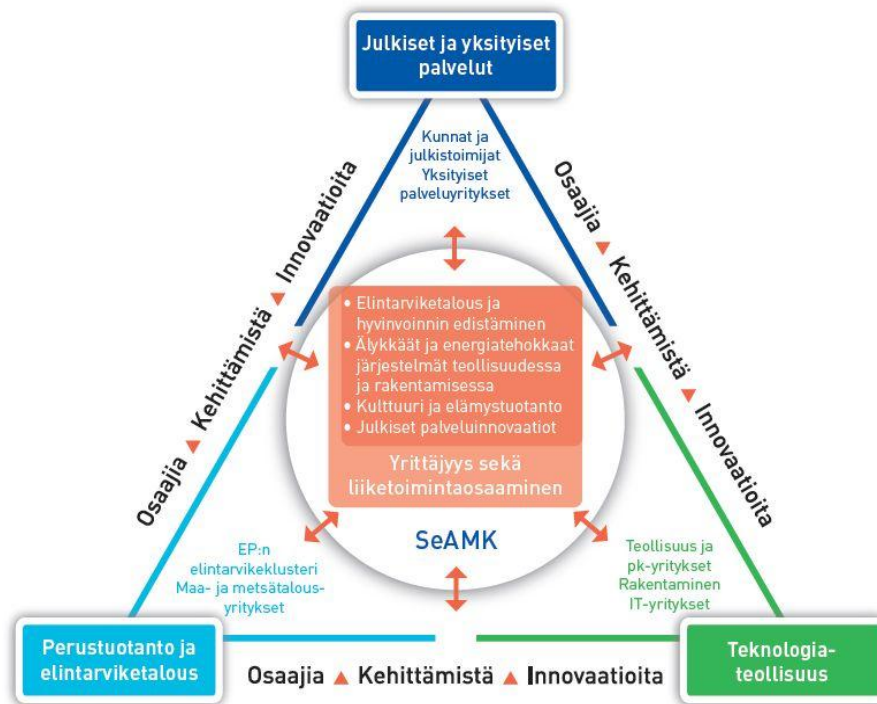 Julkiset ja yksityiset
palvelut
Kunnat ja
julkistoimijat
Yksityiset
palveluyritykset
Osaajia ▲ Kehittämistä ▲ Innovaatioita
Osaajia ▲ Kehittämistä ▲ Innovaatioita
• Elintarviketalous ja
hyvinvoinnin edistäminen
• Älykkäät ja energiatehokkaat
järjestelmät teollisuudessa
ja rakentamisessa
• Kulttuuri ja elämystuotanto
• Julkiset palveluinnovaatiot
Yrittäjyys sekä
liiketoimintaosaaminen
SeAMK
EP:n
elintarvikeklusteri
Maa- ja metsätalous-
yritykset
Teollisuus ja
pk-yritykset
Rakentaminen
IT-yritykset
Perustuotanto ja
elintarviketalous
Osaajia ▲ Kehittämistä ▲ Innovaatioita
Teknologia-
teollisuus